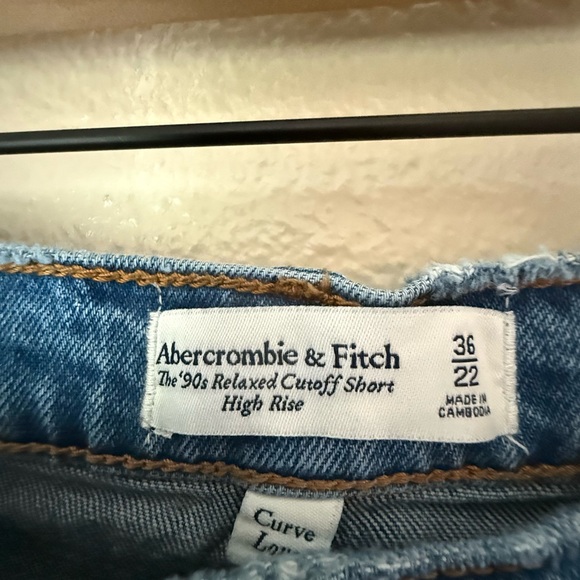 Abercrombie & Fitch
The '90s Relaxed Cutoff Short
High Rise
36
22
MADE IN
CAMBODIA
Curve